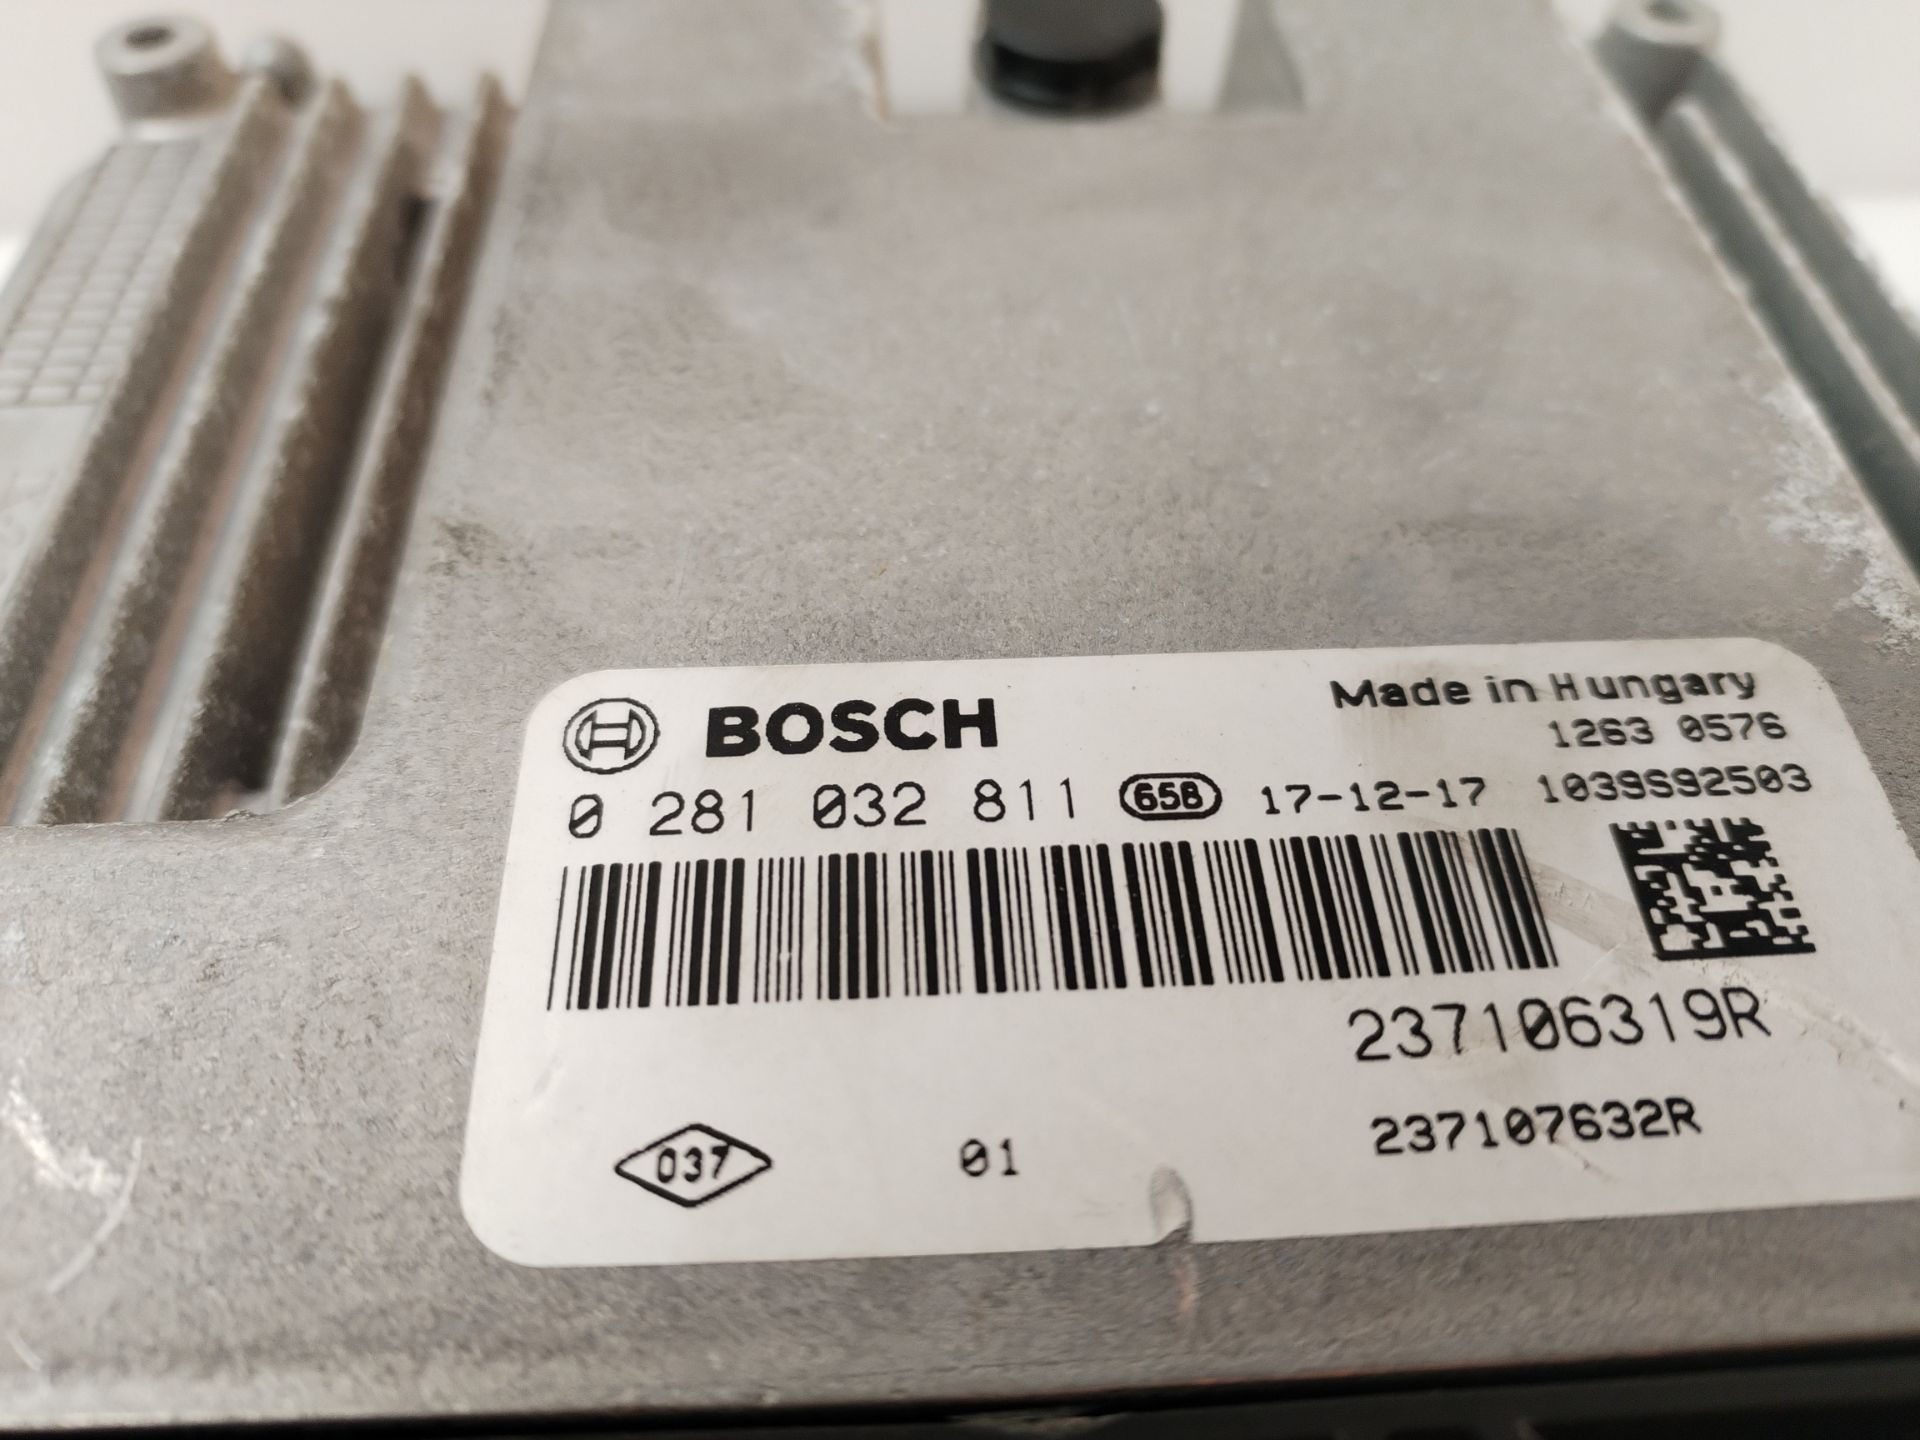 BOSCH
Made in Hungary
1263 0576
0 281 032 811 658 17-12-17 1039S92503
237106319R
037 01 237107632R